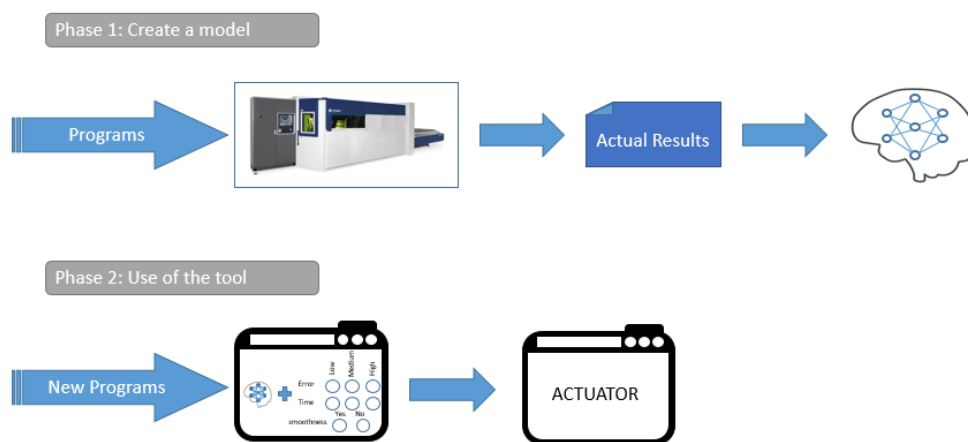 Phase 1: Create a model
Programs
Actual Results
Phase 2: Use of the tool
New Programs
Low
Medium
High
Error
Time
Yes
No
smoothness
ACTUATOR